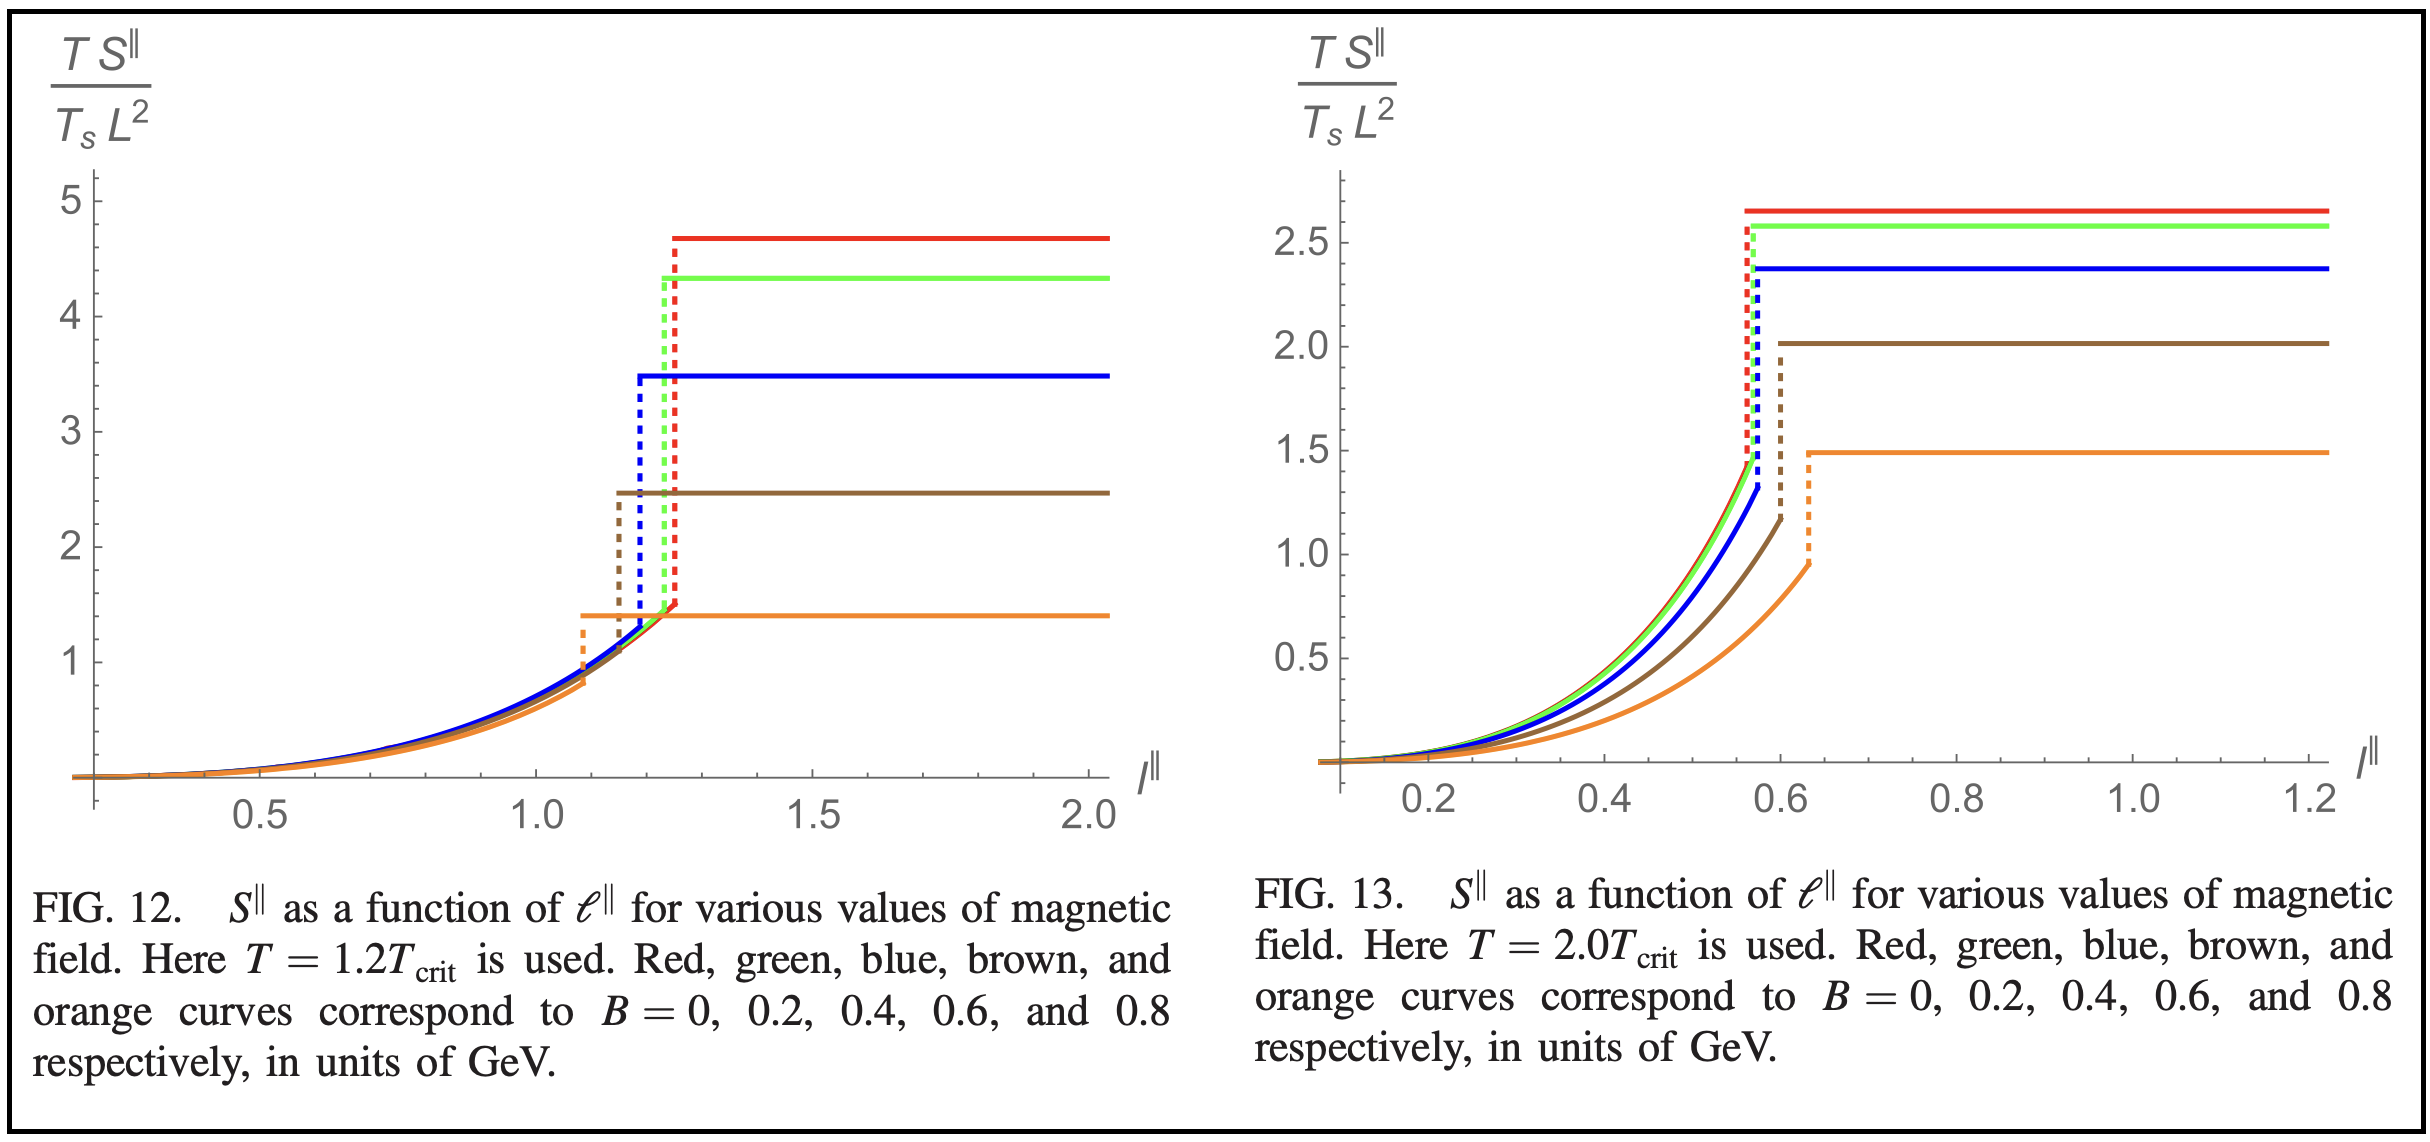 T S∥
T_s L²
5
4
3
2
1
0.5 1.0 1.5 2.0
l∥
FIG. 12. S∥ as a function of ℓ∥ for various values of magnetic
field. Here T = 1.2T_crit is used. Red, green, blue, brown, and
orange curves correspond to B = 0, 0.2, 0.4, 0.6, and 0.8
respectively, in units of GeV.
T S∥
T_s L²
2.5
2.0
1.5
1.0
0.5
0.2 0.4 0.6 0.8 1.0 1.2
l∥
FIG. 13. S∥ as a function of ℓ∥ for various values of magnetic
field. Here T = 2.0T_crit is used. Red, green, blue, brown, and
orange curves correspond to B = 0, 0.2, 0.4, 0.6, and 0.8
respectively, in units of GeV.